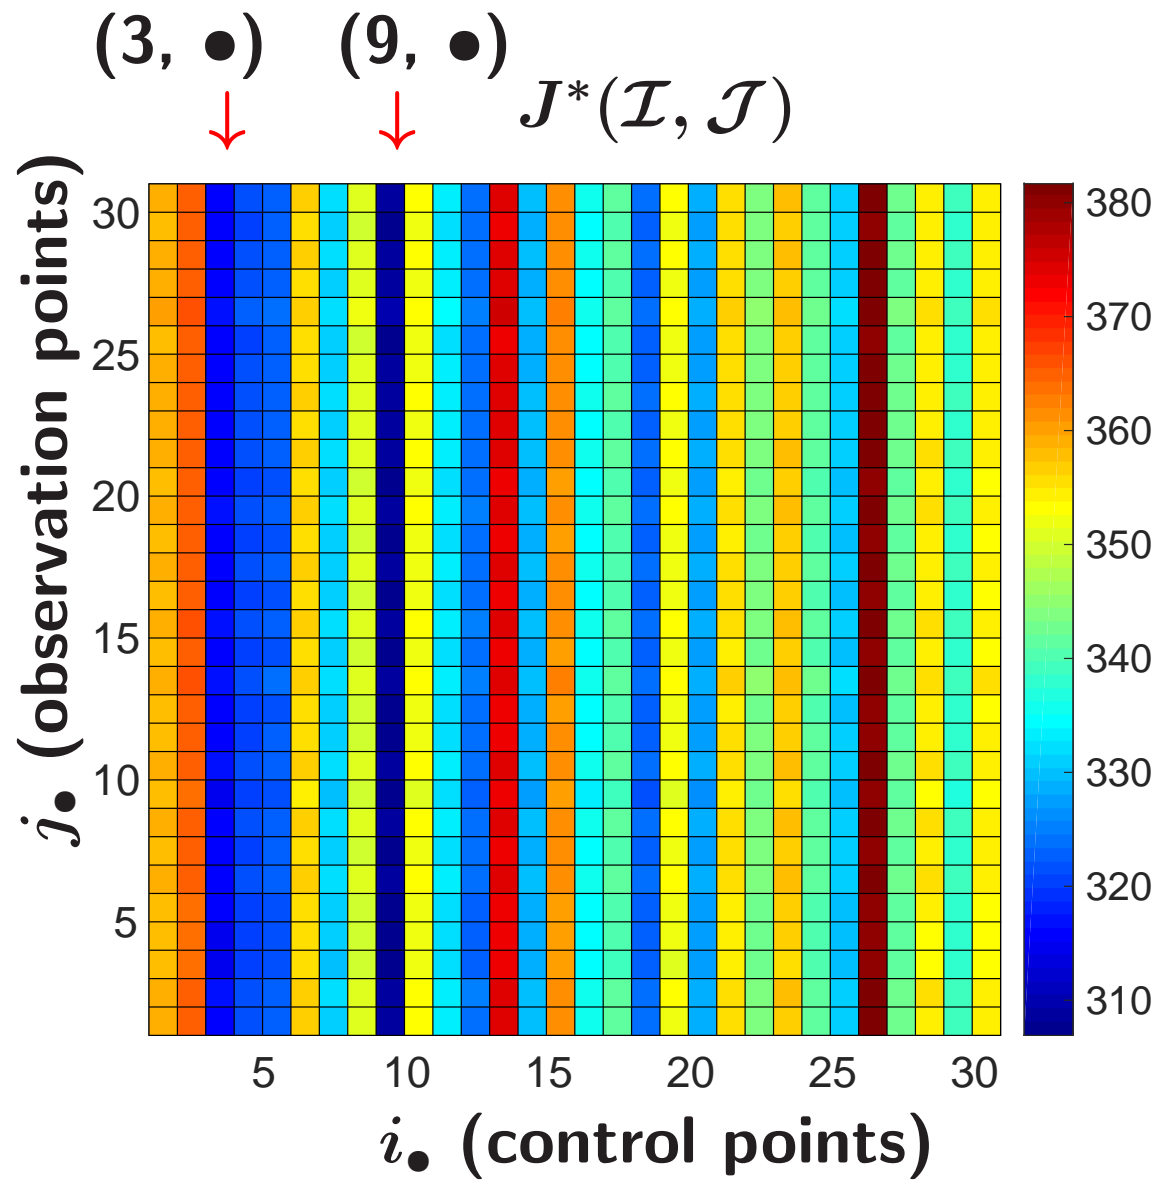 (3, ●) (9, ●)
J*(ℐ, 𝒥)
j● (observation points)
30
25
20
15
10
5
5 10 15 20 25 30
i● (control points)
380
370
360
350
340
330
320
310